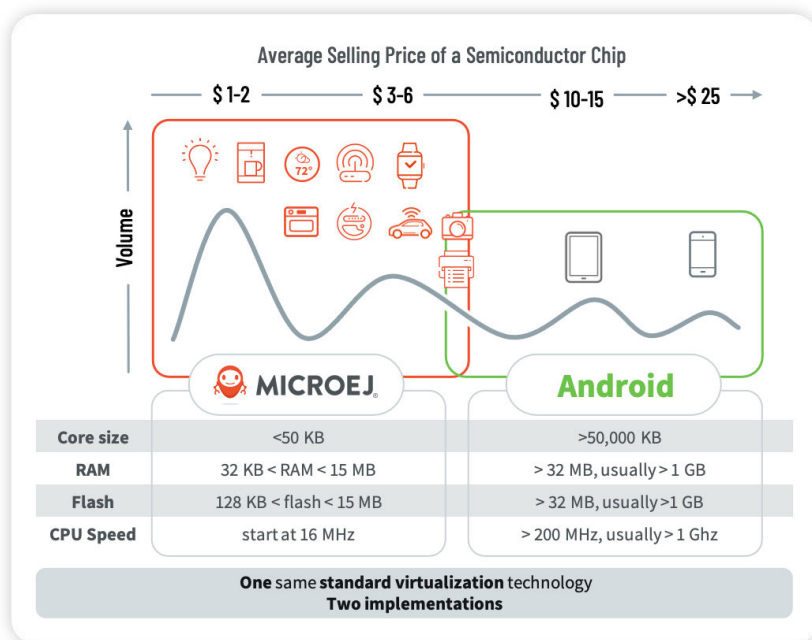 Average Selling Price of a Semiconductor Chip
$ 1-2 $ 3-6 $ 10-15 >$ 25
Volume
72°
MICROEJ® Android
Core size <50 KB >50,000 KB
RAM 32 KB < RAM < 15 MB > 32 MB, usually > 1 GB
Flash 128 KB < flash < 15 MB > 32 MB, usually >1 GB
CPU Speed start at 16 MHz > 200 MHz, usually > 1 Ghz
One same standard virtualization technology
Two implementations